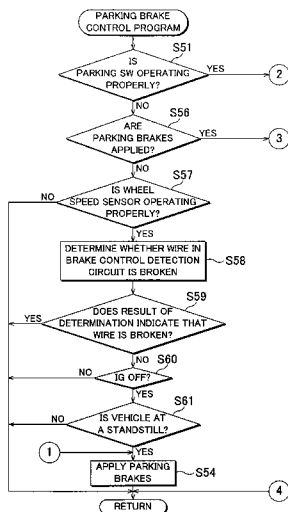 PARKING BRAKE
CONTROL PROGRAM
S51
IS
PARKING SW OPERATING
PROPERLY?
YES
2
NO
S56
ARE
PARKING BRAKES
APPLIED?
YES
3
NO
S57
NO
IS WHEEL
SPEED SENSOR OPERATING
PROPERLY?
YES
DETERMINE WHETHER WIRE IN
BRAKE CONTROL DETECTION
CIRCUIT IS BROKEN
S58
S59
YES
DOES RESULT OF
DETERMINATION INDICATE THAT
WIRE IS BROKEN?
NO
S60
NO
IG OFF?
YES
S61
NO
IS VEHICLE AT
A STANDSTILL?
1
YES
APPLY PARKING
BRAKES
S54
4
RETURN